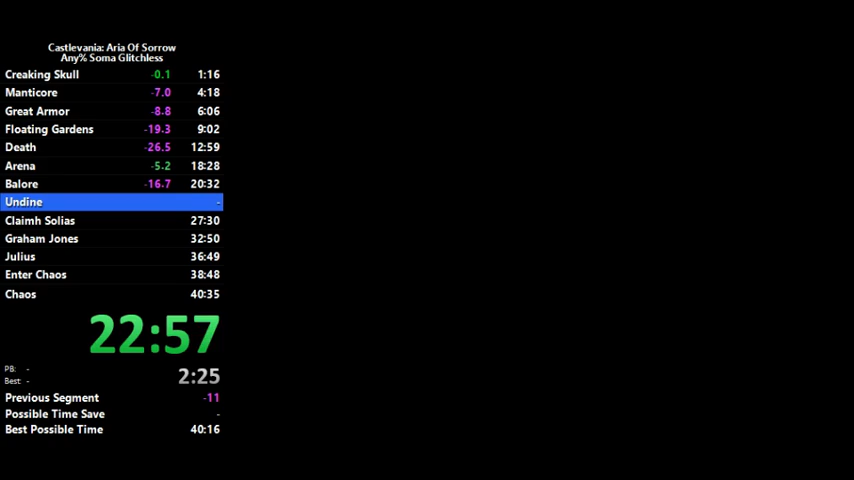 Castlevania: Aria Of Sorrow
Any% Soma Glitchless
Creaking Skull -0.1 1:16
Manticore -7.0 4:18
Great Armor -8.8 6:06
Floating Gardens -19.3 9:02
Death -26.5 12:59
Arena -5.2 18:28
Balore -16.7 20:32
Undine -
Claimh Solias 27:30
Graham Jones 32:50
Julius 36:49
Enter Chaos 38:48
Chaos 40:35
22:57
PB: -
Best: -
2:25
Previous Segment -11
Possible Time Save -
Best Possible Time 40:16